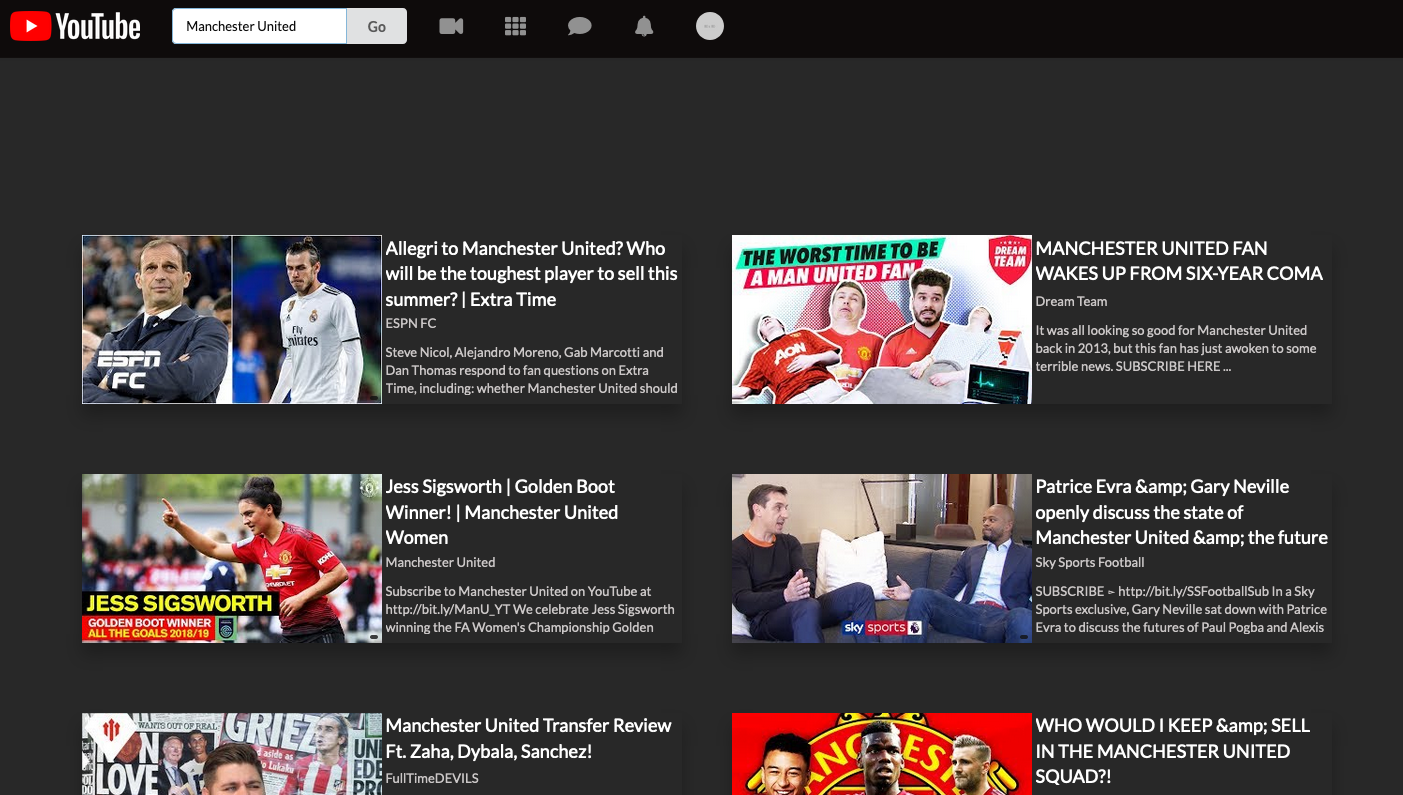 YouTube
Manchester United
Go
ESPN
FC
Fly
Emirates
Allegri to Manchester United? Who
will be the toughest player to sell this
summer? | Extra Time
ESPN FC
Steve Nicol, Alejandro Moreno, Gab Marcotti and
Dan Thomas respond to fan questions on Extra
Time, including: whether Manchester United should
THE WORST TIME TO BE
A MAN UNITED FAN
DREAM
TEAM
AON
MANCHESTER UNITED FAN
WAKES UP FROM SIX-YEAR COMA
Dream Team
It was all looking so good for Manchester United
back in 2013, but this fan has just awoken to some
terrible news. SUBSCRIBE HERE ...
KOHLER
CHEVROLET
JESS SIGSWORTH
GOLDEN BOOT WINNER
ALL THE GOALS 2018/19
Jess Sigsworth | Golden Boot
Winner! | Manchester United
Women
Manchester United
Subscribe to Manchester United on YouTube at
http://bit.ly/ManU_YT We celebrate Jess Sigsworth
winning the FA Women's Championship Golden
sky sports
Patrice Evra &amp; Gary Neville
openly discuss the state of
Manchester United &amp; the future
Sky Sports Football
SUBSCRIBE ► http://bit.ly/SSFootballSub In a Sky
Sports exclusive, Gary Neville sat down with Patrice
Evra to discuss the futures of Paul Pogba and Alexis
WANTS OUT OF REAL
GRIEZ
LOVE
Manchester United Transfer Review
Ft. Zaha, Dybala, Sanchez!
FullTimeDEVILS
WHO WOULD I KEEP &amp; SELL
IN THE MANCHESTER UNITED
SQUAD?!